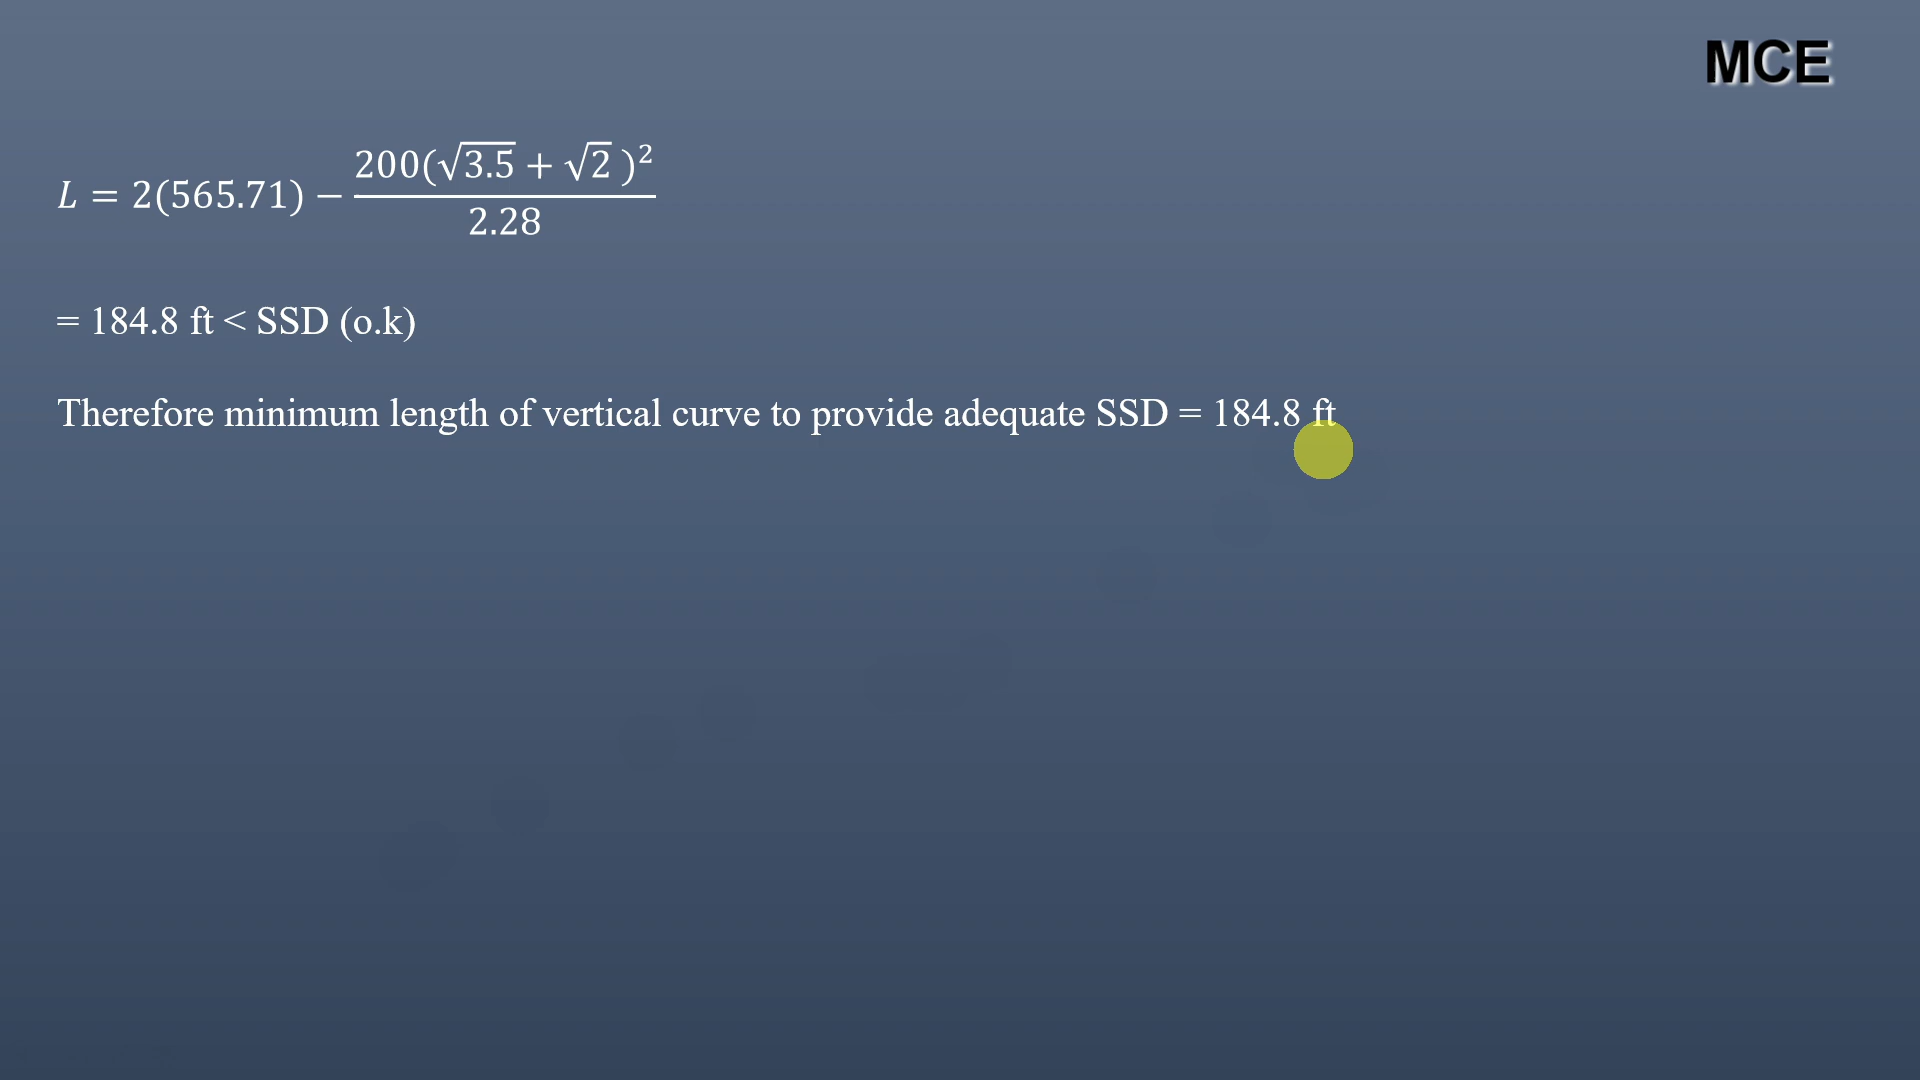 MCE
L = 2(565.71) − 200(√3.5 + √2 )² / 2.28
= 184.8 ft < SSD (o.k)
Therefore minimum length of vertical curve to provide adequate SSD = 184.8 ft